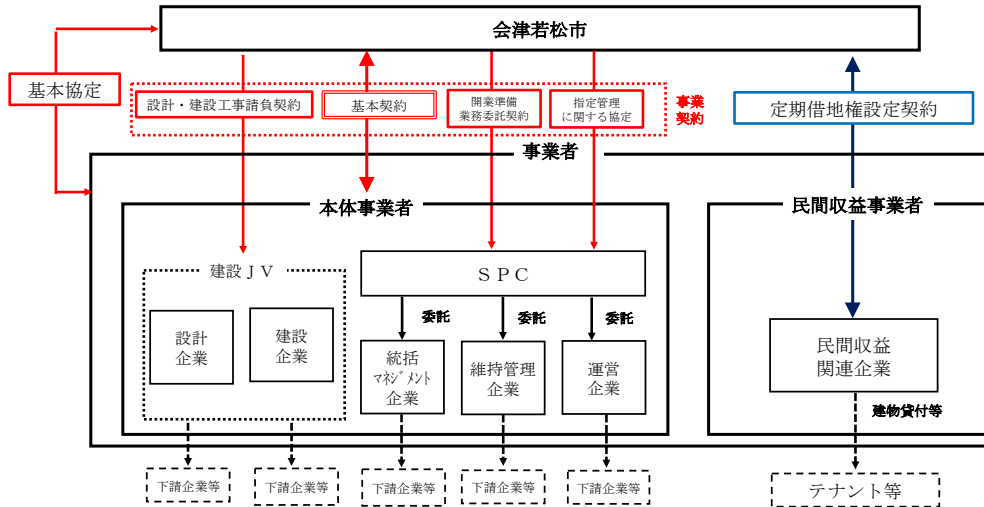 会津若松市
基本協定
設計・建設工事請負契約
基本契約
開業準備
業務委託契約
指定管理
に関する協定
事業
契約
定期借地権設定契約
事業者
本体事業者
民間収益事業者
建設ＪＶ
ＳＰＣ
設計
企業
建設
企業
委託
委託
委託
統括
ﾏﾈｼﾞﾒﾝﾄ
企業
維持管理
企業
運営
企業
民間収益
関連企業
建物貸付等
下請企業等
下請企業等
下請企業等
下請企業等
下請企業等
テナント等